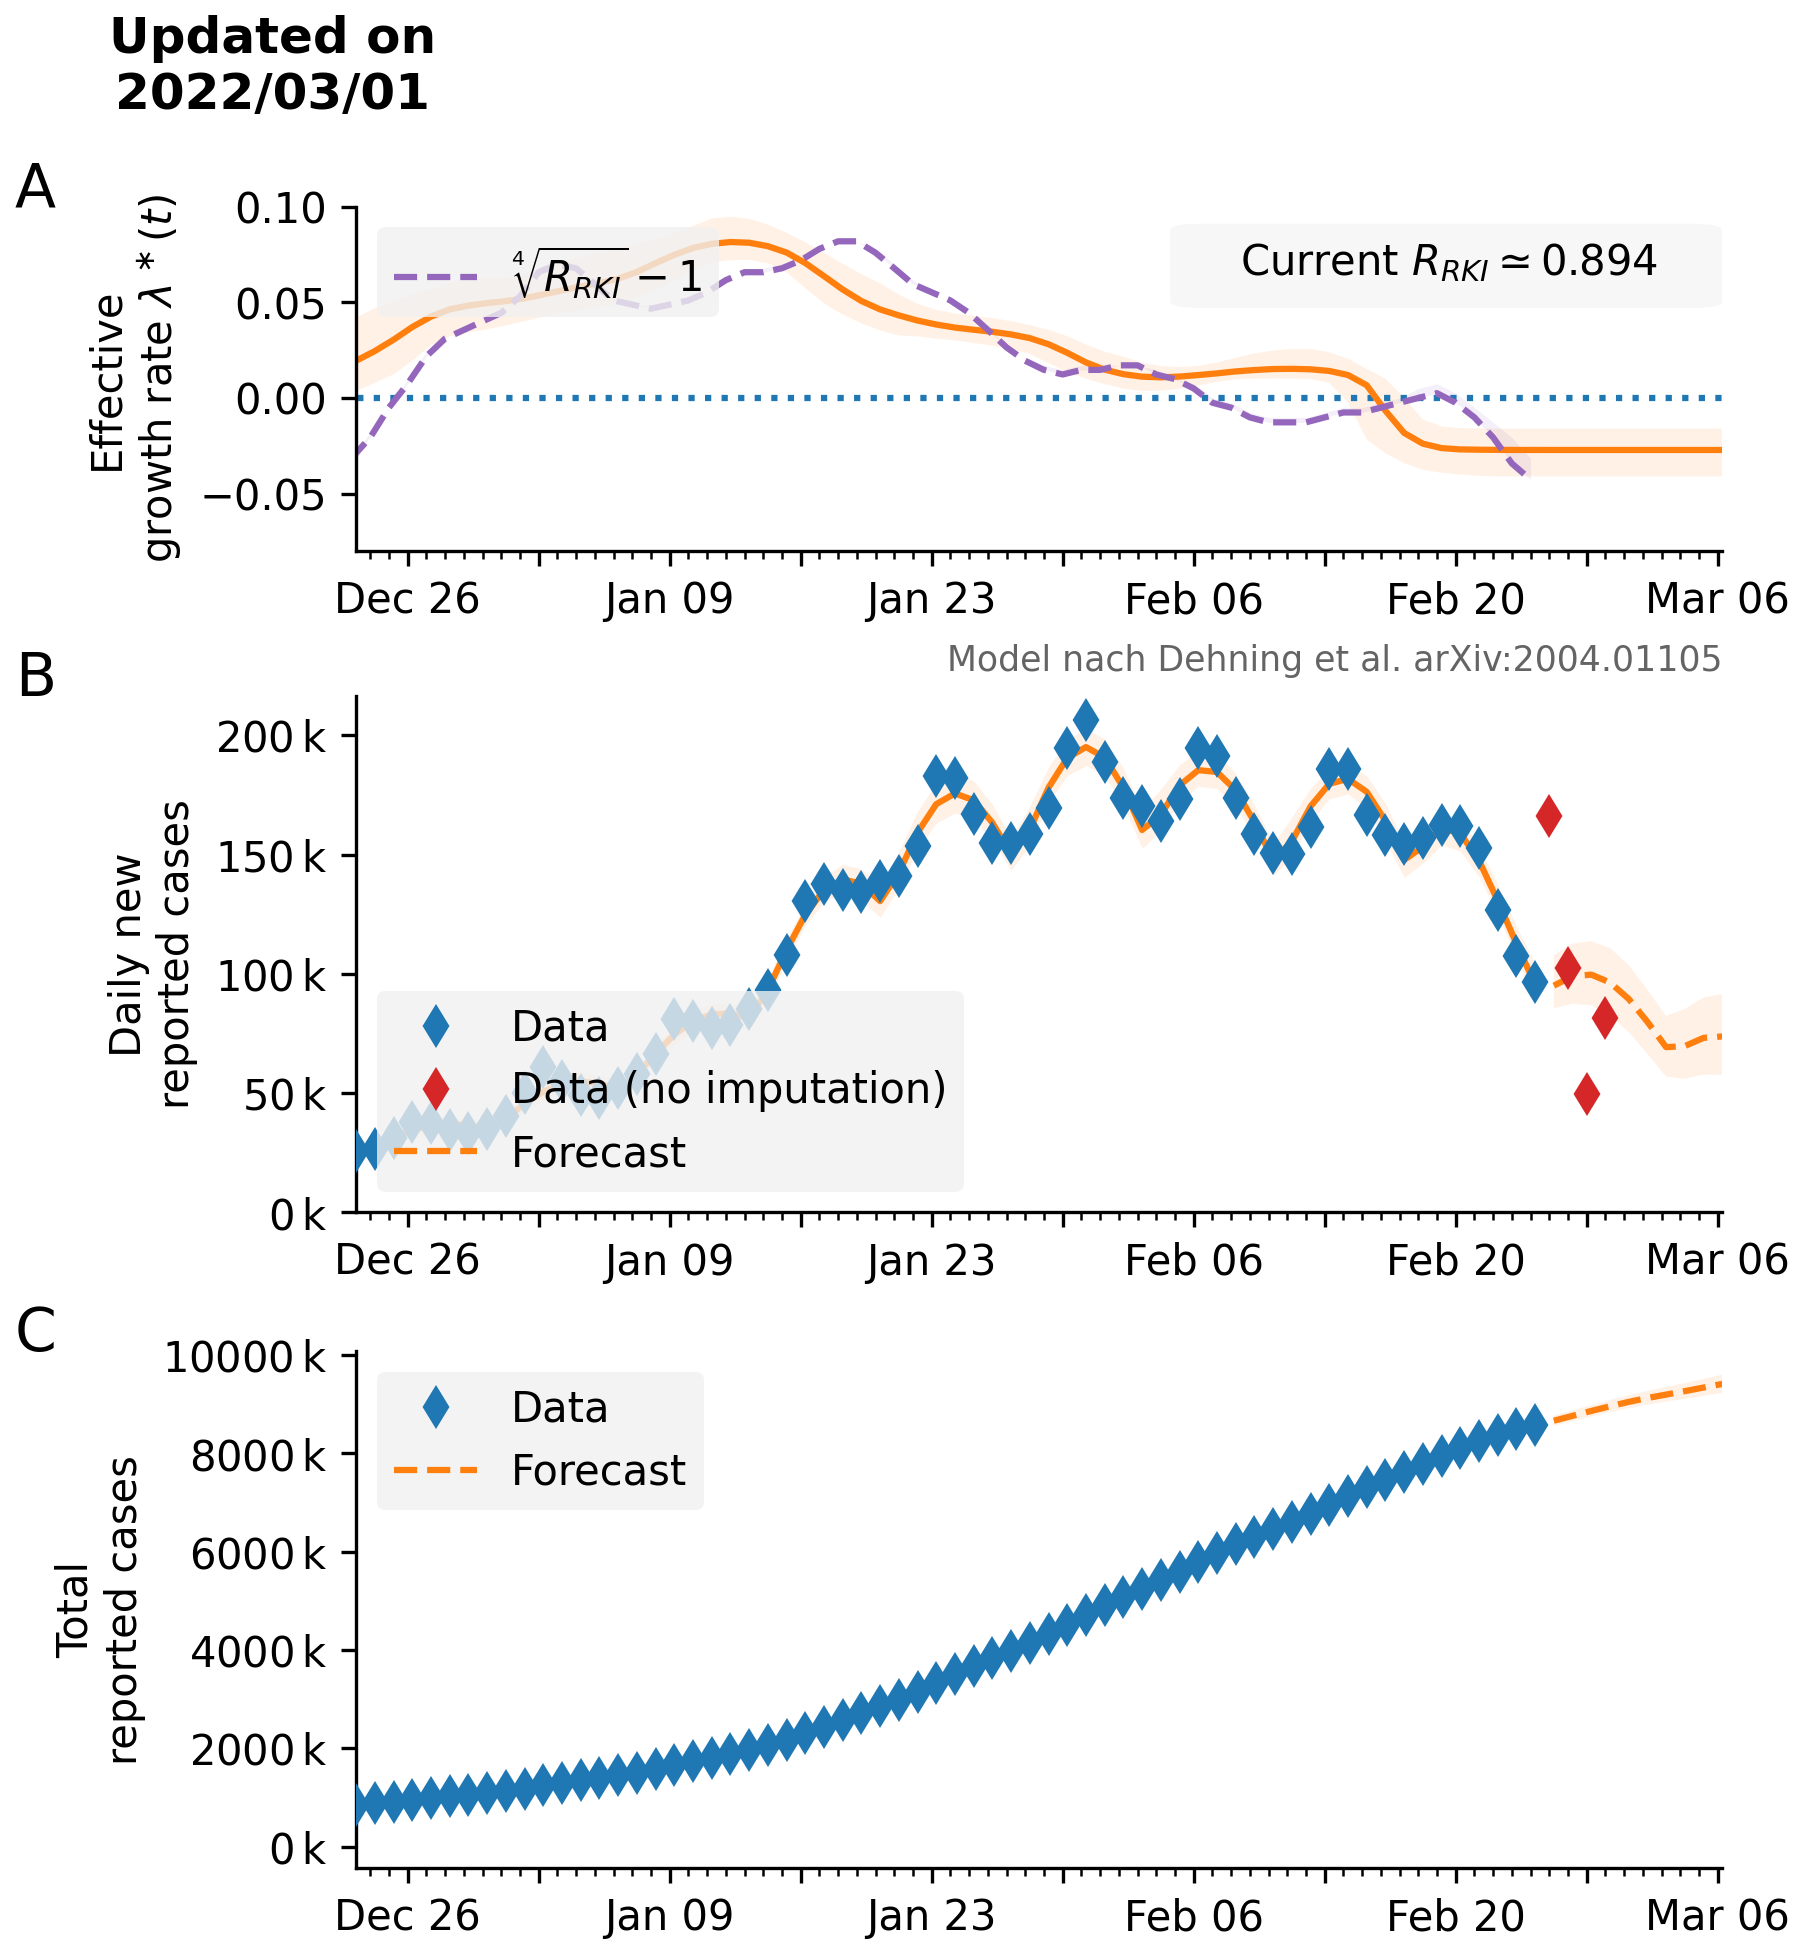 Updated on
2022/03/01
A
Effective
growth rate λ * (t)
0.10
0.05
0.00
−0.05
∜R_RKI − 1
Current R_RKI ≃ 0.894
Dec 26
Jan 09
Jan 23
Feb 06
Feb 20
Mar 06
Model nach Dehning et al. arXiv:2004.01105
B
Daily new
reported cases
200 k
150 k
100 k
50 k
0 k
Data
Data (no imputation)
Forecast
Dec 26
Jan 09
Jan 23
Feb 06
Feb 20
Mar 06
C
Total
reported cases
10000 k
8000 k
6000 k
4000 k
2000 k
0 k
Data
Forecast
Dec 26
Jan 09
Jan 23
Feb 06
Feb 20
Mar 06